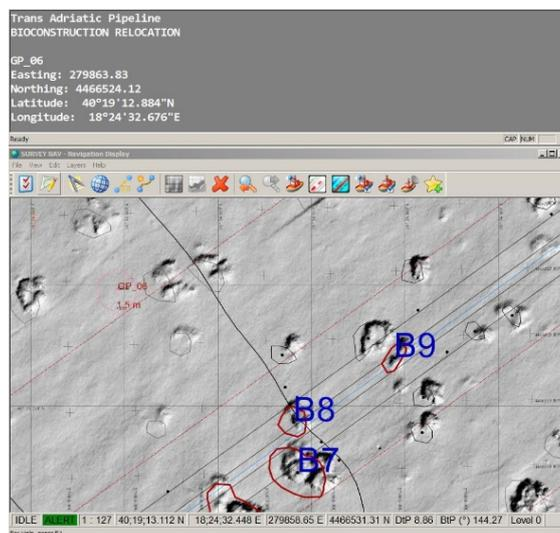 Trans Adriatic Pipeline
BIOCONSTRUCTION RELOCATION
GP_06
Easting: 279863.83
Northing: 4466524.12
Latitude: 40°19'12.884"N
Longitude: 18°24'32.676"E
Ready CAP NUM
SURVEY NAV - Navigation Display
File View Edit Layers Help
GP_06
1.5 m
B9
B8
B7
IDLE ALERT 1 : 127 40;19;13.112 N 18;24;32.448 E 279858.65 E 4466531.31 N DtP 8.86 BtP (°) 144.27 Level 0